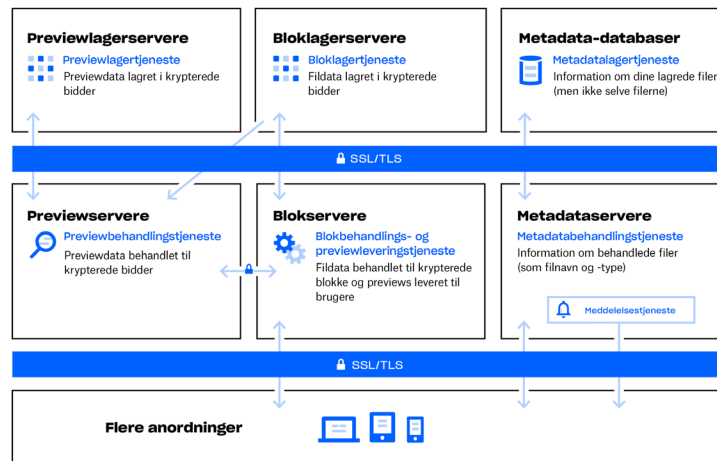 Previewlagerservere
Previewlagertjeneste
Previewdata lagret i krypterede
bidder
Bloklagerservere
Bloklagertjeneste
Fildata lagret i krypterede
bidder
Metadata-databaser
Metadatalagertjeneste
Information om dine lagrede filer
(men ikke selve filerne)
SSL/TLS
Previewservere
Previewbehandlingstjeneste
Previewdata behandlet til
krypterede bidder
Blokservere
Blokbehandlings- og
previewleveringstjeneste
Fildata behandlet til krypterede
blokke og previews leveret til
brugere
Metadataservere
Metadatabehandlingstjeneste
Information om behandlede filer
(som filnavn og -type)
Meddelelsestjeneste
SSL/TLS
Flere anordninger